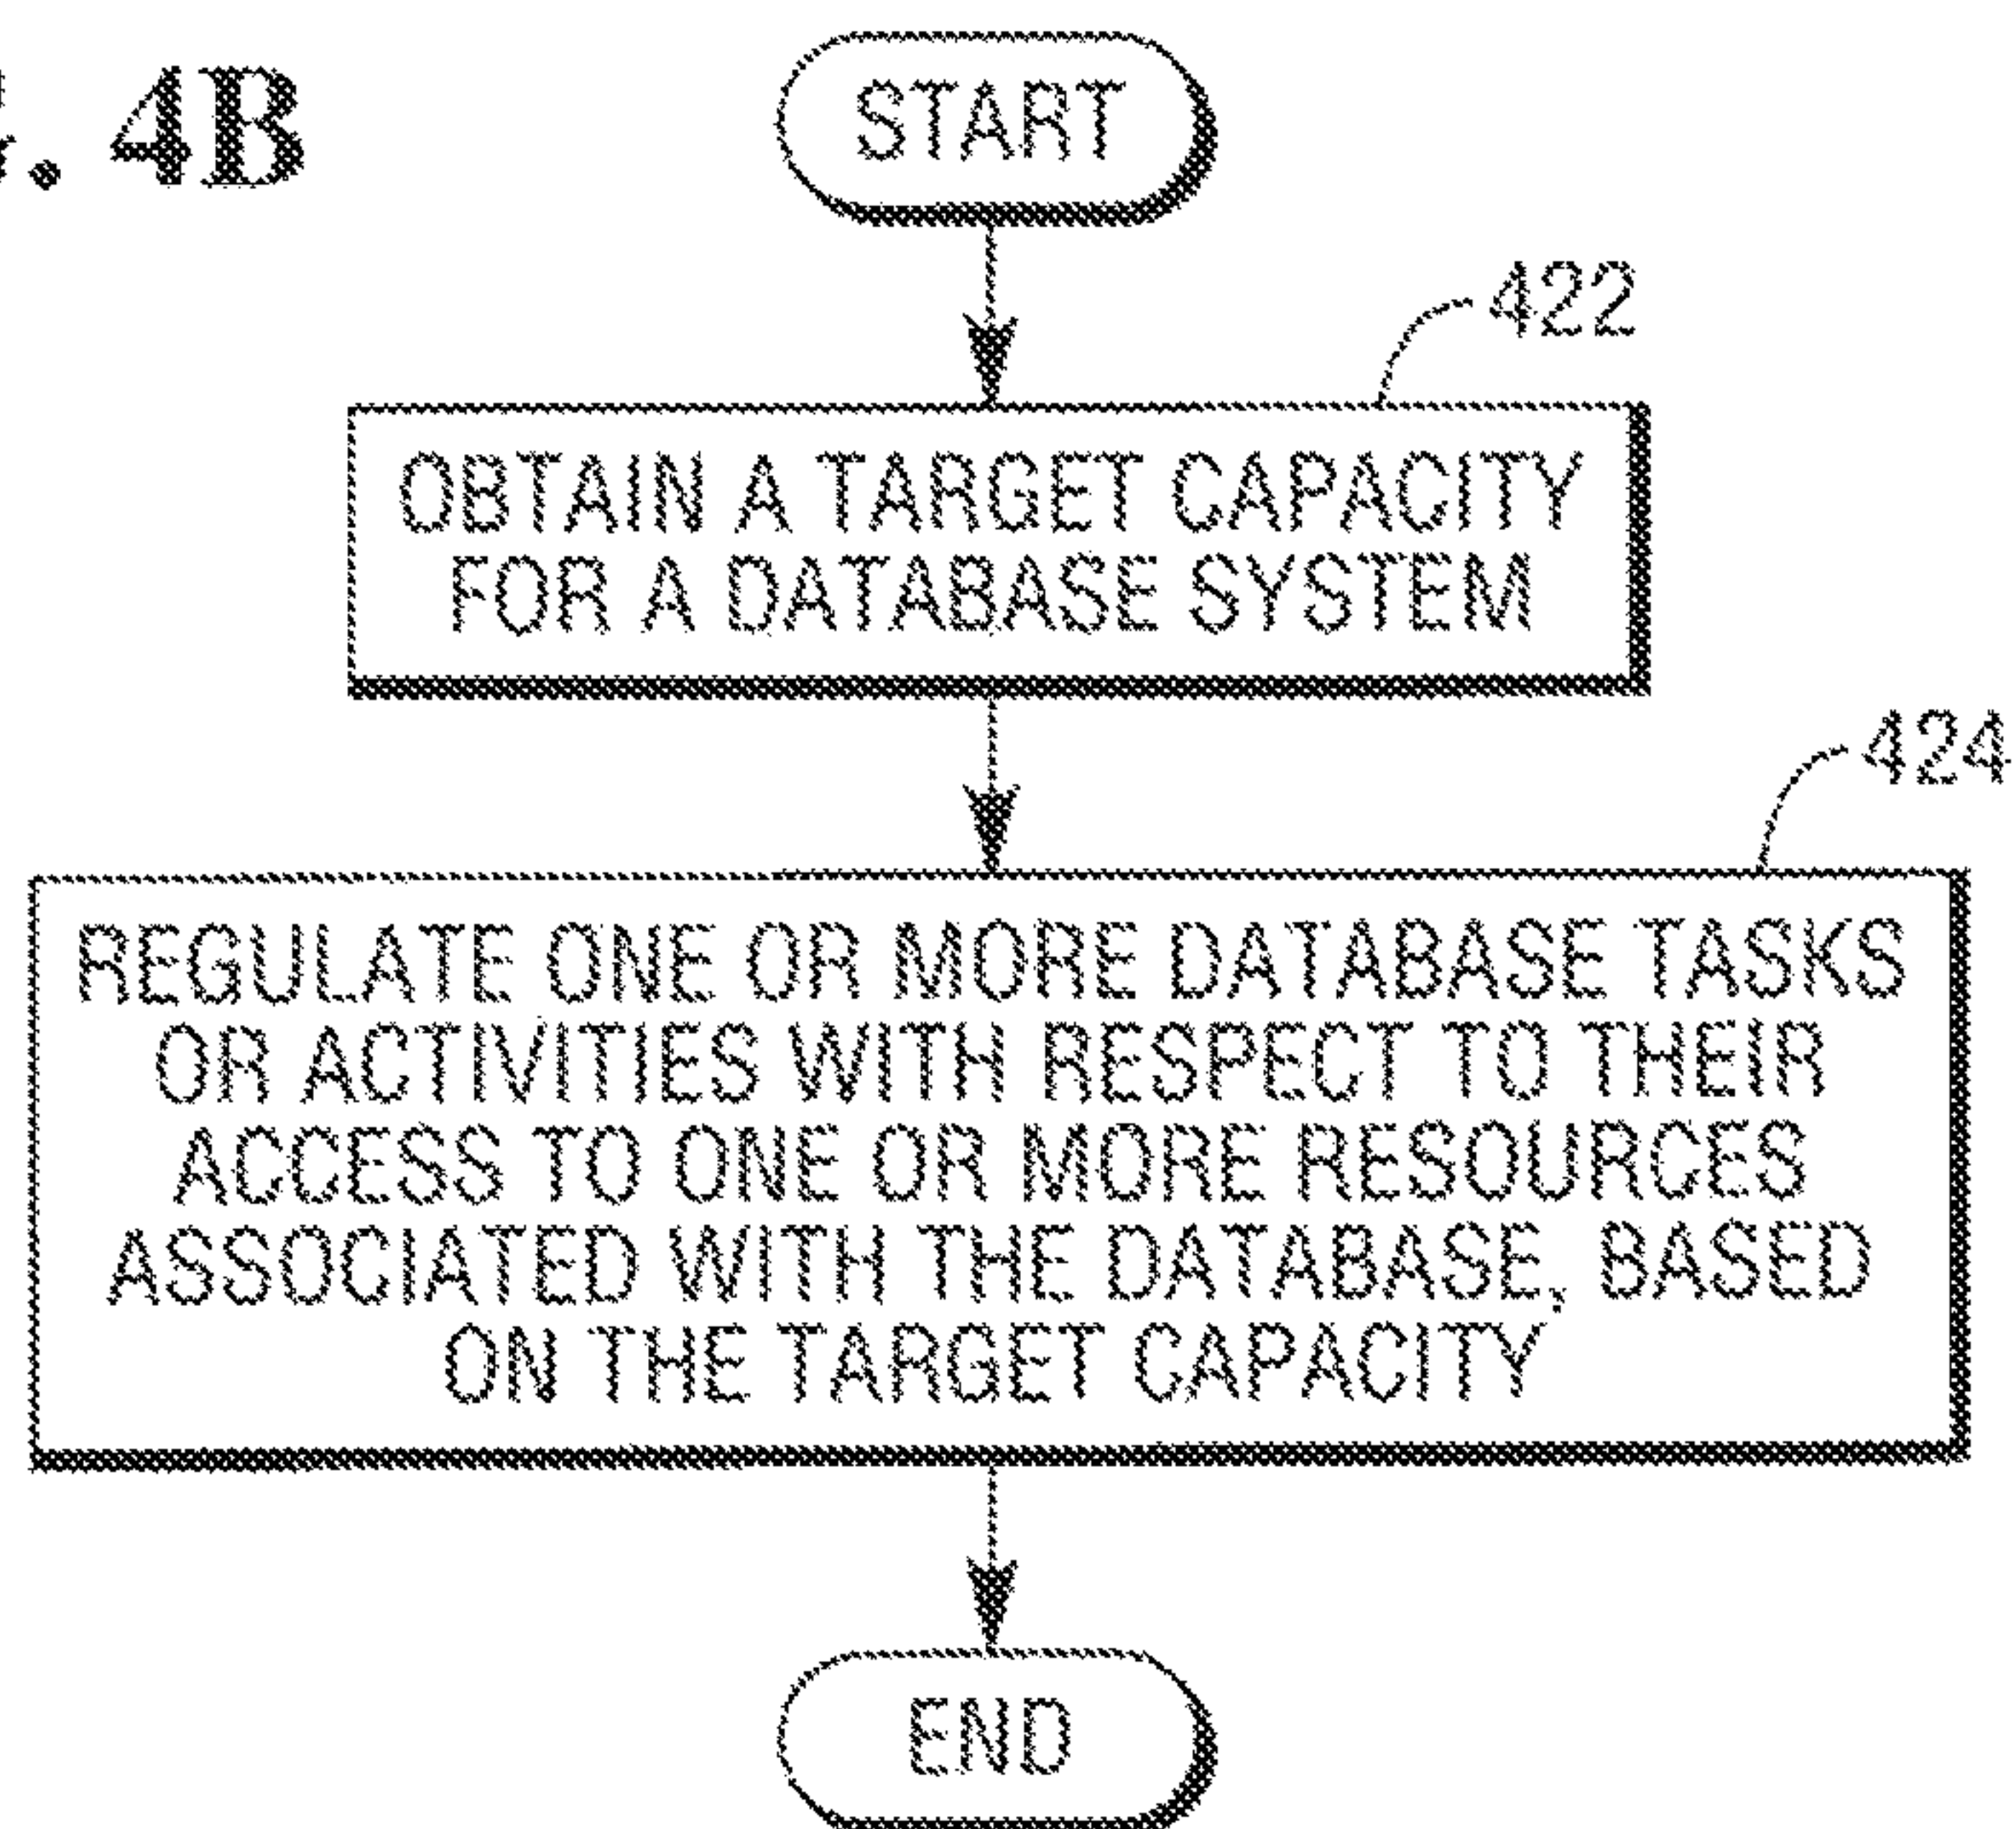 . 4B
START
422
OBTAIN A TARGET CAPACITY
FOR A DATABASE SYSTEM
424
REGULATE ONE OR MORE DATABASE TASKS
OR ACTIVITIES WITH RESPECT TO THEIR
ACCESS TO ONE OR MORE RESOURCES
ASSOCIATED WITH THE DATABASE, BASED
ON THE TARGET CAPACITY
END